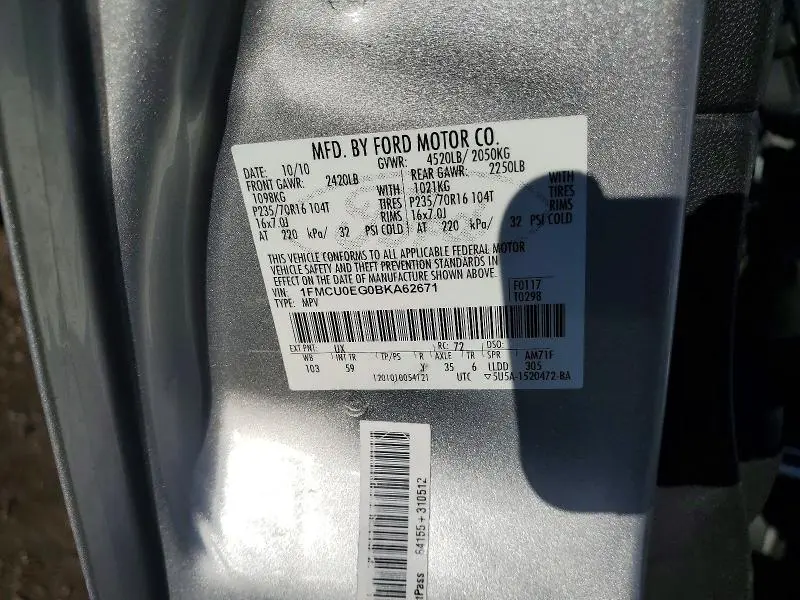 MFD. BY FORD MOTOR CO.
DATE: 10/10 GVWR: 4520LB/ 2050KG
FRONT GAWR: 2420LB REAR GAWR: 2250LB
1098KG WITH 1021KG WITH
P235/70R16 104T TIRES P235/70R16 104T TIRES
16x7.0J RIMS 16x7.0J RIMS
AT 220 kPa/ 32 PSI COLD AT 220 kPa/ 32 PSI COLD
THIS VEHICLE CONFORMS TO ALL APPLICABLE FEDERAL MOTOR
VEHICLE SAFETY AND THEFT PREVENTION STANDARDS IN
EFFECT ON THE DATE OF MANUFACTURE SHOWN ABOVE.
VIN: 1FMCU0EG0BKA62671 F0117
TYPE: MPV T0298
EXT PNT: UX RC: 72 DSO:
WB INT TR TP/PS R AXLE TR SPR AM71F
103 59 Y 35 6 LLDD 305
UTC ▽5U5A-1520472-BA
64155+310512
tPass